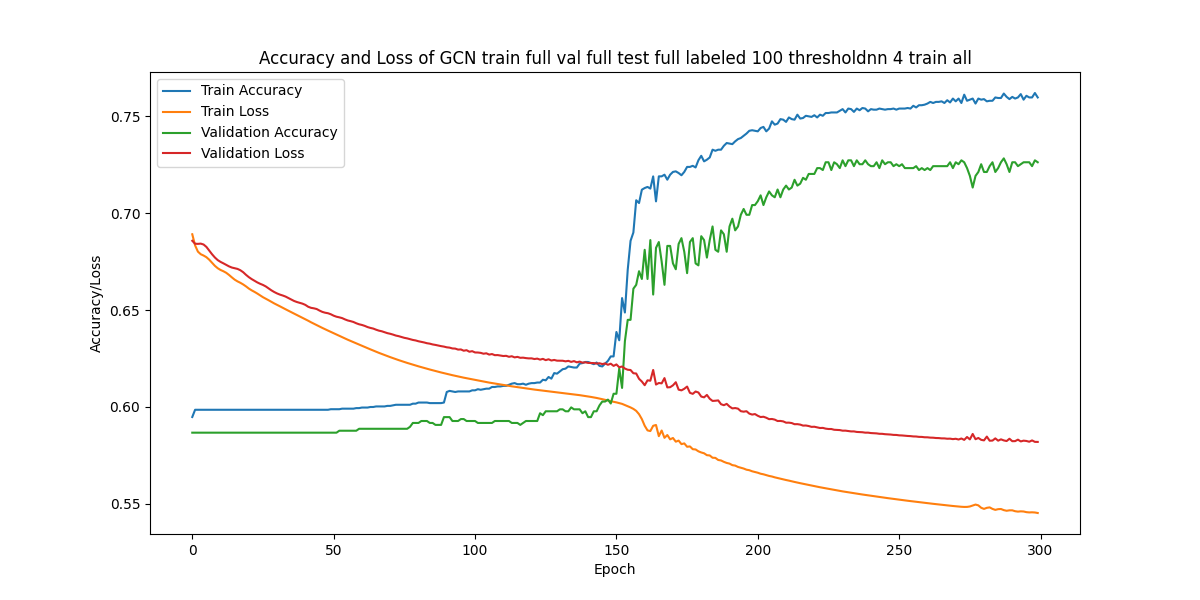 Accuracy and Loss of GCN train full val full test full labeled 100 thresholdnn 4 train all
Train Accuracy
Train Loss
Validation Accuracy
Validation Loss
Accuracy/Loss
0.75
0.70
0.65
0.60
0.55
0 50 100 150 200 250 300
Epoch